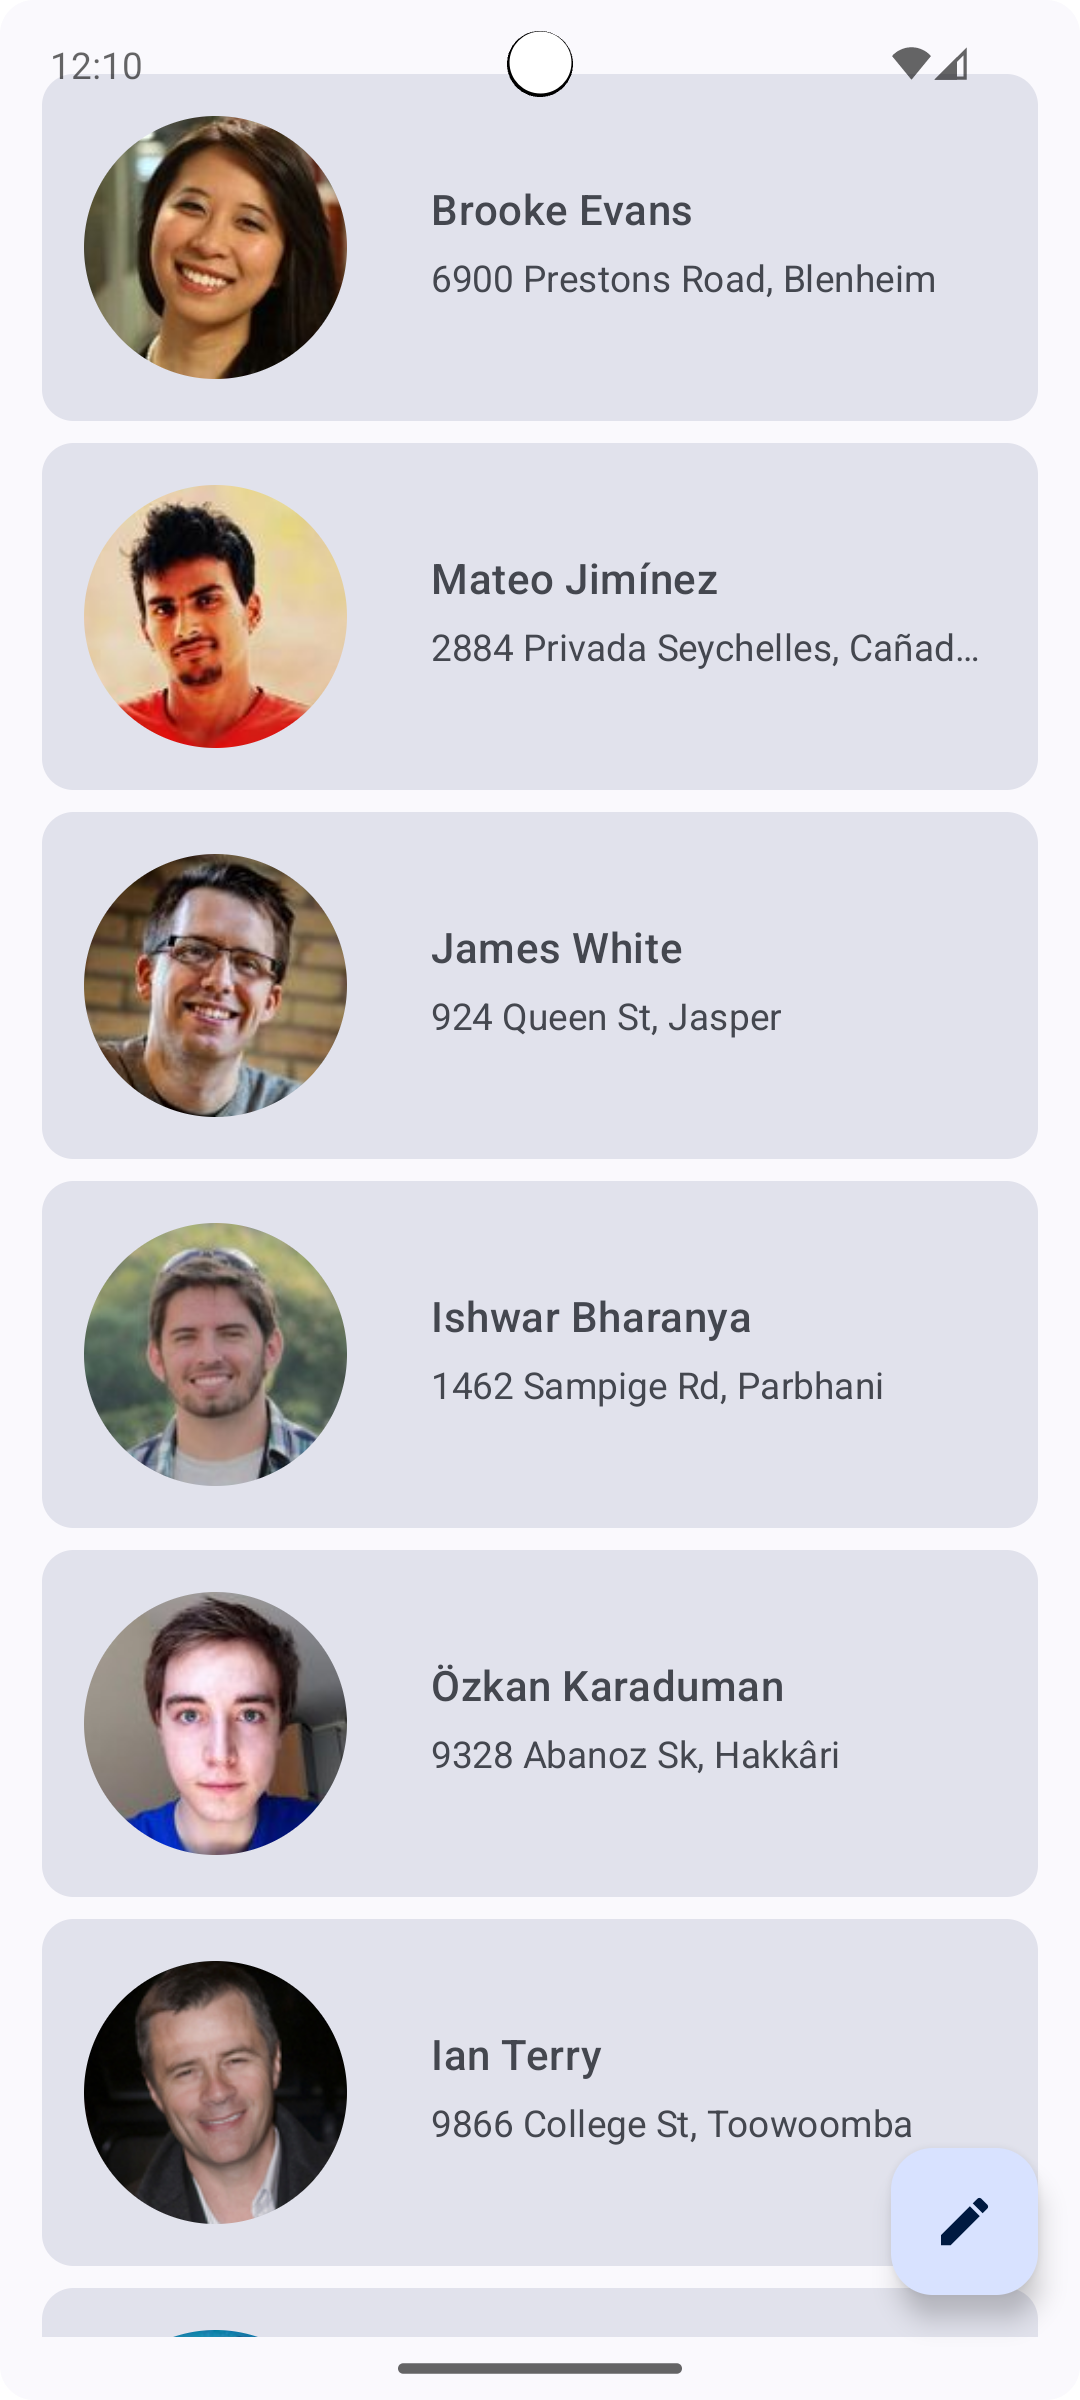 12:10
Brooke Evans
6900 Prestons Road, Blenheim
Mateo Jimínez
2884 Privada Seychelles, Cañad…
James White
924 Queen St, Jasper
Ishwar Bharanya
1462 Sampige Rd, Parbhani
Özkan Karaduman
9328 Abanoz Sk, Hakkâri
Ian Terry
9866 College St, Toowoomba